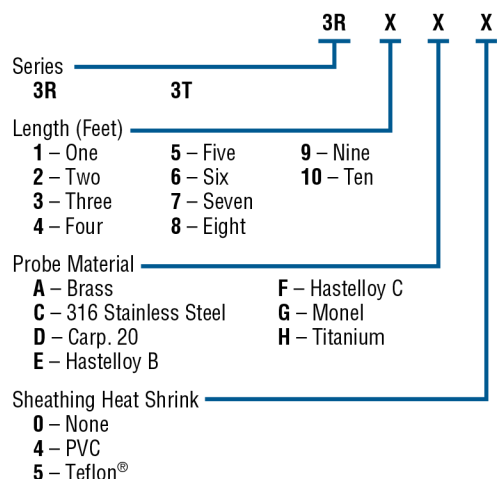 3R X X X
Series
3R 3T
Length (Feet)
1 – One 5 – Five 9 – Nine
2 – Two 6 – Six 10 – Ten
3 – Three 7 – Seven
4 – Four 8 – Eight
Probe Material
A – Brass F – Hastelloy C
C – 316 Stainless Steel G – Monel
D – Carp. 20 H – Titanium
E – Hastelloy B
Sheathing Heat Shrink
0 – None
4 – PVC
5 – Teflon®